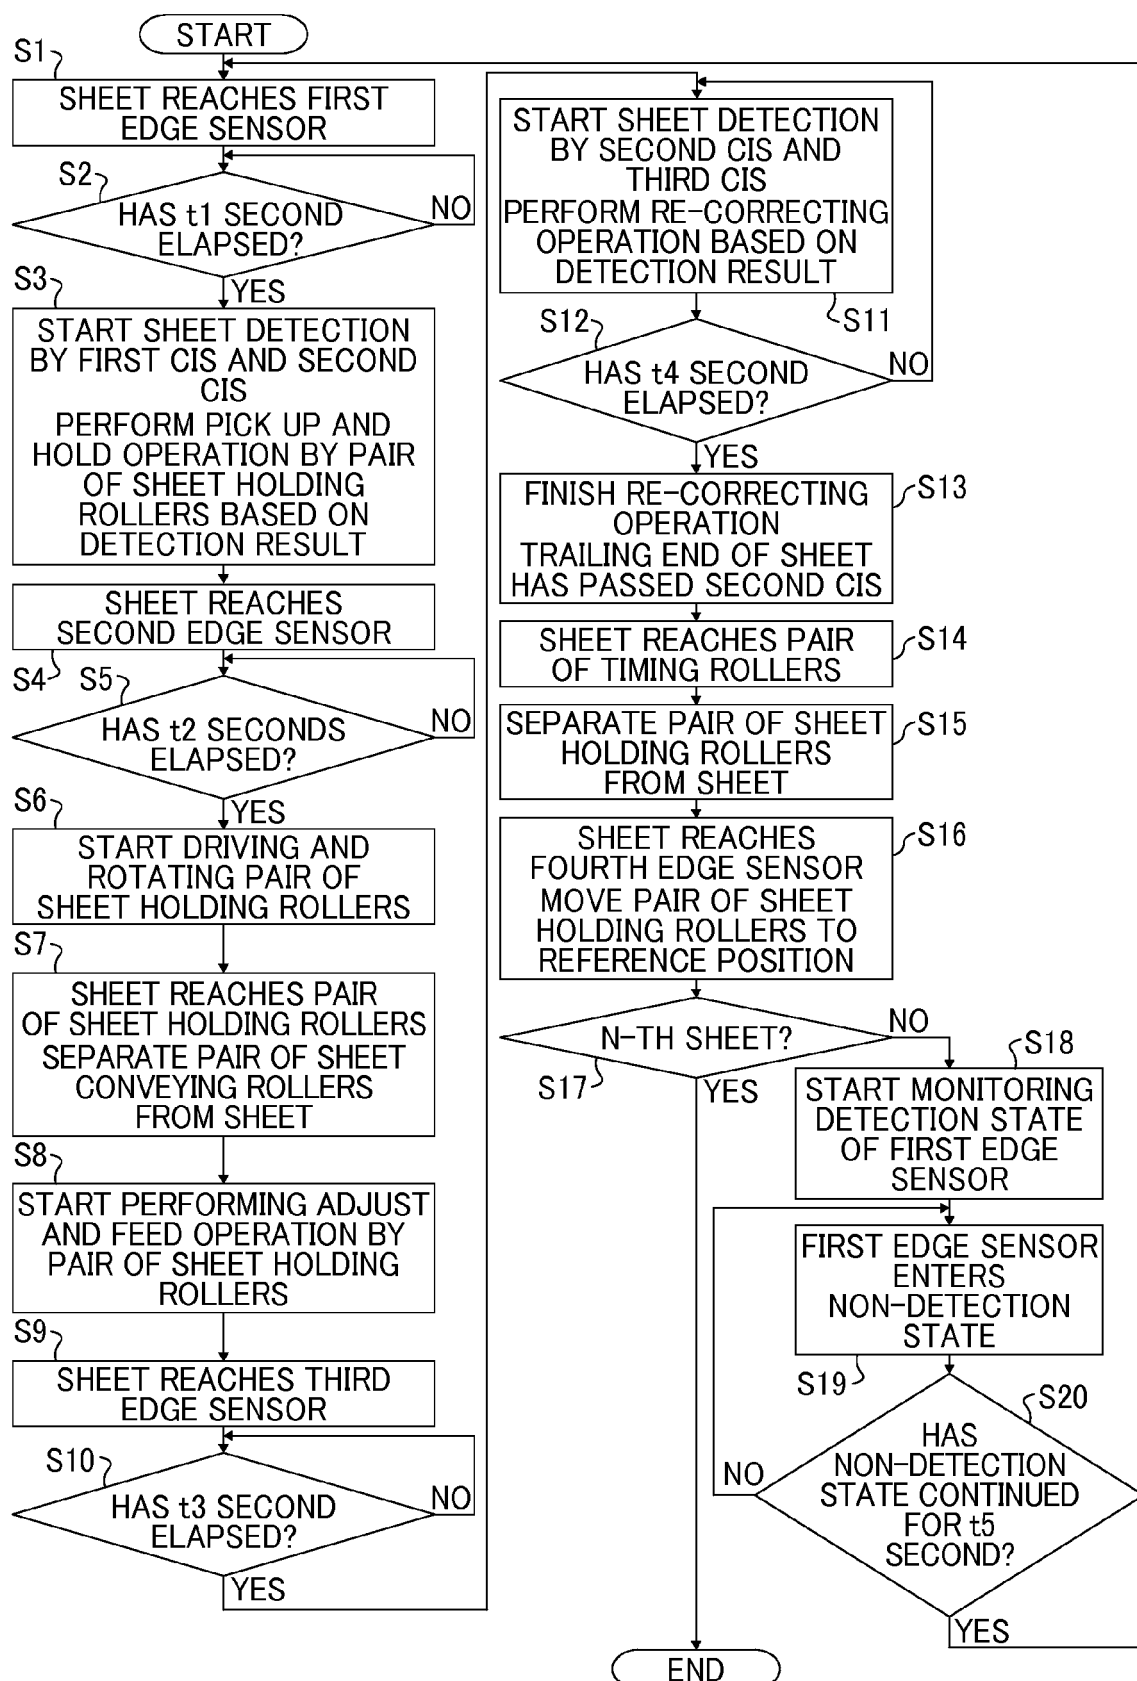 START
S1
SHEET REACHES FIRST
EDGE SENSOR
S2
HAS t1 SECOND
ELAPSED?
NO
YES
S3
START SHEET DETECTION
BY FIRST CIS AND SECOND
CIS
PERFORM PICK UP AND
HOLD OPERATION BY PAIR
OF SHEET HOLDING
ROLLERS BASED ON
DETECTION RESULT
SHEET REACHES
SECOND EDGE SENSOR
S4
S5
HAS t2 SECONDS
ELAPSED?
NO
YES
S6
START DRIVING AND
ROTATING PAIR OF
SHEET HOLDING ROLLERS
S7
SHEET REACHES PAIR
OF SHEET HOLDING ROLLERS
SEPARATE PAIR OF SHEET
CONVEYING ROLLERS
FROM SHEET
S8
START PERFORMING ADJUST
AND FEED OPERATION BY
PAIR OF SHEET HOLDING
ROLLERS
S9
SHEET REACHES THIRD
EDGE SENSOR
S10
HAS t3 SECOND
ELAPSED?
NO
YES
START SHEET DETECTION
BY SECOND CIS AND
THIRD CIS
PERFORM RE-CORRECTING
OPERATION BASED ON
DETECTION RESULT
S11
S12
HAS t4 SECOND
ELAPSED?
NO
YES
FINISH RE-CORRECTING
OPERATION
TRAILING END OF SHEET
HAS PASSED SECOND CIS
S13
SHEET REACHES PAIR
OF TIMING ROLLERS
S14
SEPARATE PAIR OF SHEET
HOLDING ROLLERS
FROM SHEET
S15
SHEET REACHES
FOURTH EDGE SENSOR
MOVE PAIR OF SHEET
HOLDING ROLLERS TO
REFERENCE POSITION
S16
N-TH SHEET?
NO
S17
YES
S18
START MONITORING
DETECTION STATE
OF FIRST EDGE
SENSOR
FIRST EDGE SENSOR
ENTERS
NON-DETECTION
STATE
S19
S20
HAS
NON-DETECTION
STATE CONTINUED
FOR t5
SECOND?
NO
YES
END